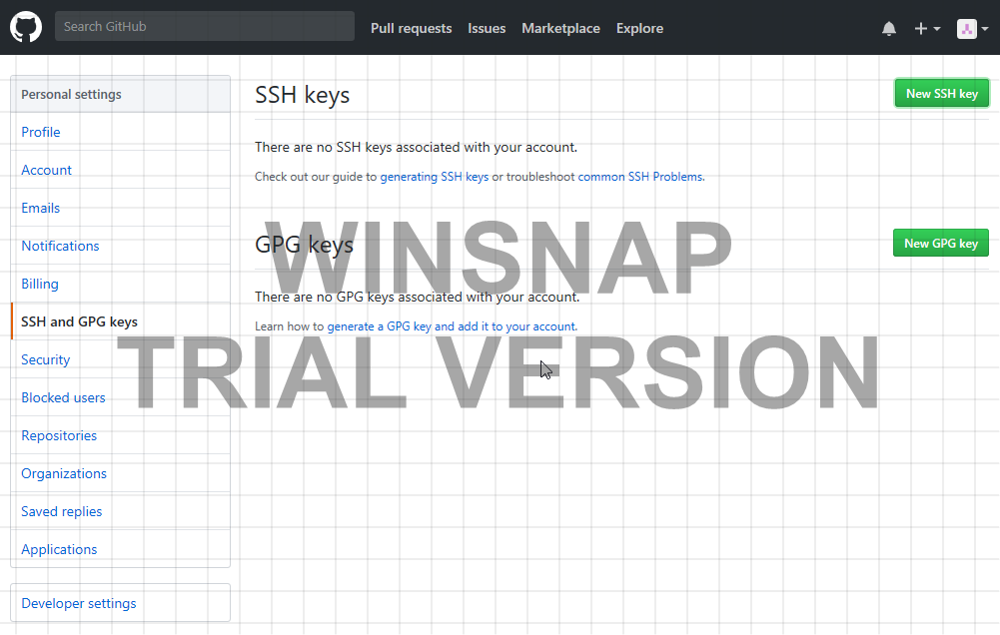 Search GitHub
Pull requests Issues Marketplace Explore
Personal settings
Profile
Account
Emails
Notifications
Billing
SSH and GPG keys
Security
Blocked users
Repositories
Organizations
Saved replies
Applications
Developer settings
SSH keys
New SSH key
There are no SSH keys associated with your account.
Check out our guide to generating SSH keys or troubleshoot common SSH Problems.
GPG keys
New GPG key
There are no GPG keys associated with your account.
Learn how to generate a GPG key and add it to your account.
WINSNAP
TRIAL VERSION